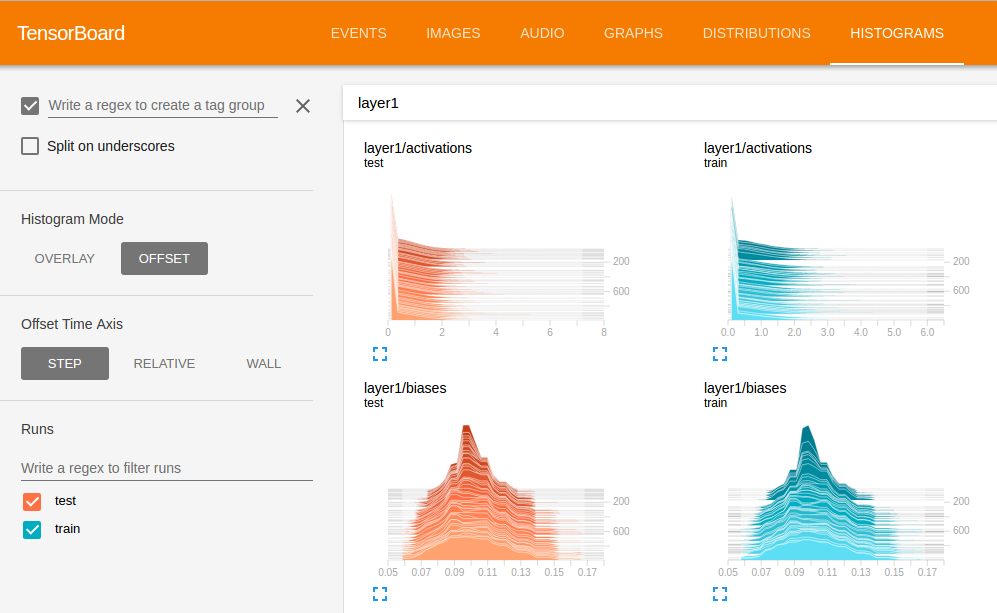 TensorBoard
EVENTS IMAGES AUDIO GRAPHS DISTRIBUTIONS HISTOGRAMS
Write a regex to create a tag group
Split on underscores
Histogram Mode
OVERLAY OFFSET
Offset Time Axis
STEP RELATIVE WALL
Runs
Write a regex to filter runs
test
train
layer1
layer1/activations
test
200
600
0 2 4 6 8
layer1/activations
train
200
600
0.0 1.0 2.0 3.0 4.0 5.0 6.0
layer1/biases
test
200
600
0.05 0.07 0.09 0.11 0.13 0.15 0.17
layer1/biases
train
200
600
0.05 0.07 0.09 0.11 0.13 0.15 0.17